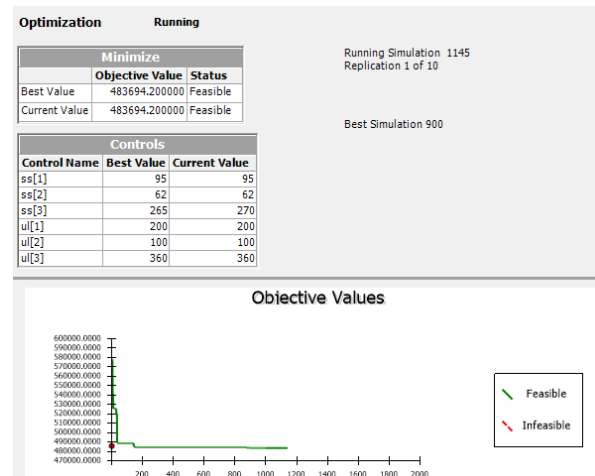 Optimization Running
Running Simulation 1145
Replication 1 of 10
Best Simulation 900
Minimize
Objective Value Status
Best Value 483694.200000 Feasible
Current Value 483694.200000 Feasible
Controls
Control Name Best Value Current Value
ss[1] 95 95
ss[2] 62 62
ss[3] 265 270
ul[1] 200 200
ul[2] 100 100
ul[3] 360 360
Objective Values
600000.0000
590000.0000
580000.0000
570000.0000
560000.0000
550000.0000
540000.0000
530000.0000
520000.0000
510000.0000
500000.0000
490000.0000
480000.0000
470000.0000
200 400 600 800 1000 1200 1400 1600 1800 2000
Feasible
Infeasible